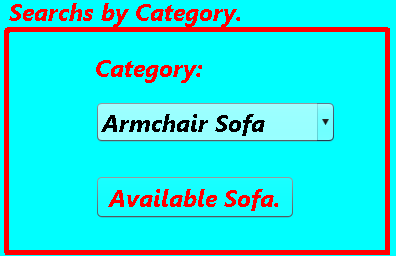 Searchs by Category.
Category:
Armchair Sofa
Available Sofa.